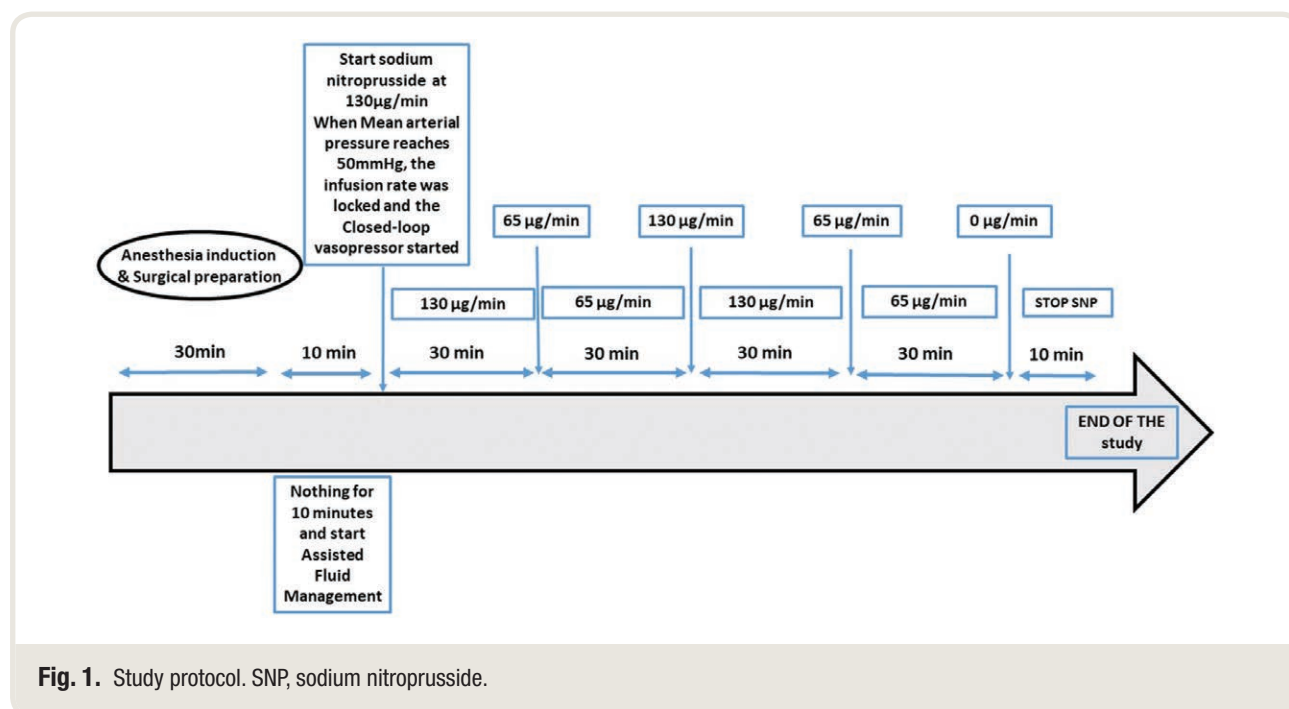 Start sodium
nitroprusside at
130µg/min
When Mean arterial
pressure reaches
50mmHg, the
infusion rate was
locked and the
Closed-loop
vasopressor started
Anesthesia induction
& Surgical preparation
65 µg/min
130 µg/min
65 µg/min
0 µg/min
130 µg/min
65 µg/min
130 µg/min
65 µg/min
STOP SNP
30min
10 min
30 min
30 min
30 min
30 min
10 min
END OF THE
study
Nothing for
10 minutes
and start
Assisted
Fluid
Management
Fig. 1. Study protocol. SNP, sodium nitroprusside.